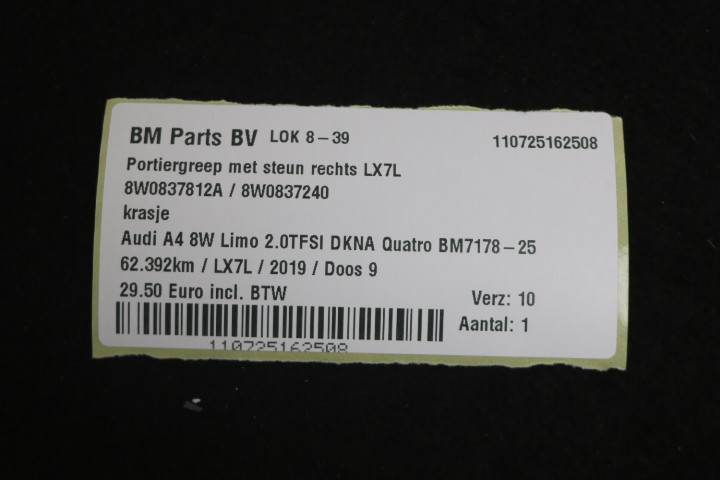 BM Parts BV LOK 8-39 110725162508
Portiergreep met steun rechts LX7L
8W0837812A / 8W0837240
krasje
Audi A4 8W Limo 2.0TFSI DKNA Quatro BM7178-25
62.392km / LX7L / 2019 / Doos 9
29.50 Euro incl. BTW Verz: 10
Aantal: 1
110725162508